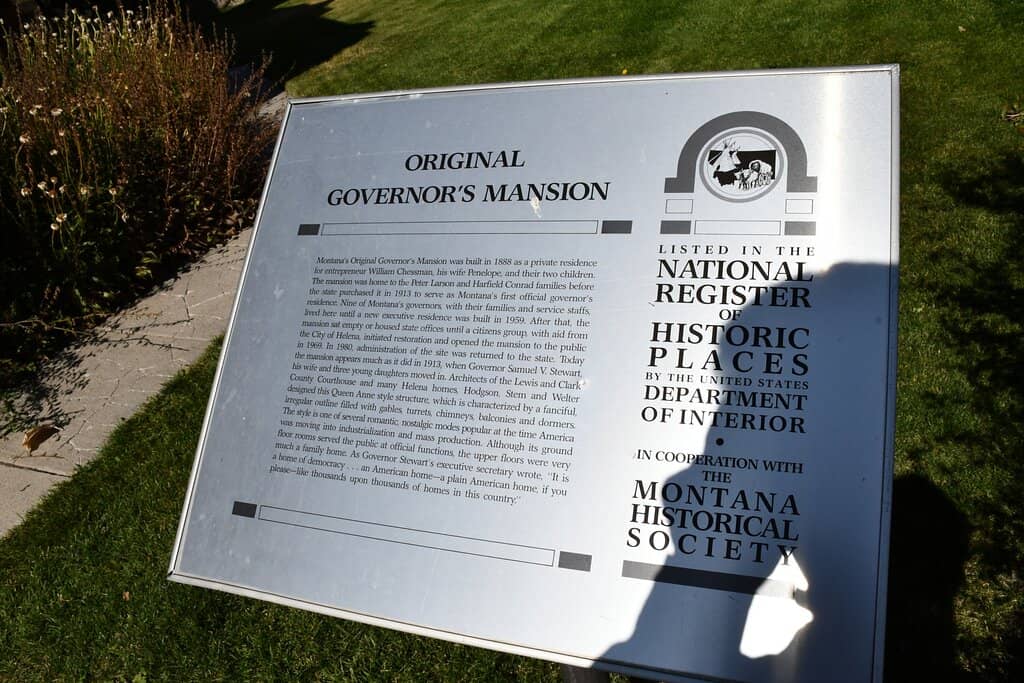 ORIGINAL
GOVERNOR'S MANSION
Montana's Original Governor's Mansion was built in 1888 as a private residence
for entrepreneur William Chessman, his wife Penelope, and their two children.
The mansion was home to the Peter Larson and Harfield Conrad families before
the state purchased it in 1913 to serve as Montana's first official governor's
residence. Nine of Montana's governors, with their families and service staffs,
lived here until a new executive residence was built in 1959. After that, the
mansion sat empty or housed state offices until a citizens group, with aid from
the City of Helena, initiated restoration and opened the mansion to the public
in 1969. In 1980, administration of the site was returned to the state. Today
the mansion appears much as it did in 1913, when Governor Samuel V. Stewart,
his wife and three young daughters moved in. Architects of the Lewis and Clark
County Courthouse and many Helena homes, Hodgson, Stem and Welter
designed this Queen Anne style structure, which is characterized by a fanciful,
irregular outline filled with gables, turrets, chimneys, balconies and dormers.
The style is one of several romantic, nostalgic modes popular at the time America
was moving into industrialization and mass production. Although its ground
floor rooms served the public at official functions, the upper floors were very
much a family home. As Governor Stewart's executive secretary wrote, "It is
a home of democracy . . . an American home—a plain American home, if you
please—like thousands upon thousands of homes in this country."
LISTED IN THE
NATIONAL
REGISTER
OF
HISTORIC
PLACES
BY THE UNITED STATES
DEPARTMENT
OF INTERIOR
•
IN COOPERATION WITH
THE
MONTANA
HISTORICAL
SOCIETY